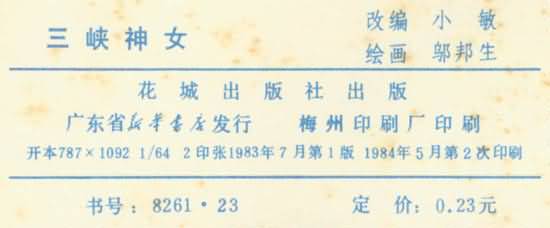 三峡神女
改编 小敏
绘画 邬邦生
花城出版社出版
广东省新华书店发行 梅州印刷厂印刷
开本787×1092 1/64 2印张1983年7月第1版 1984年5月第2次印刷
书号：8261·23 定价：0.23元